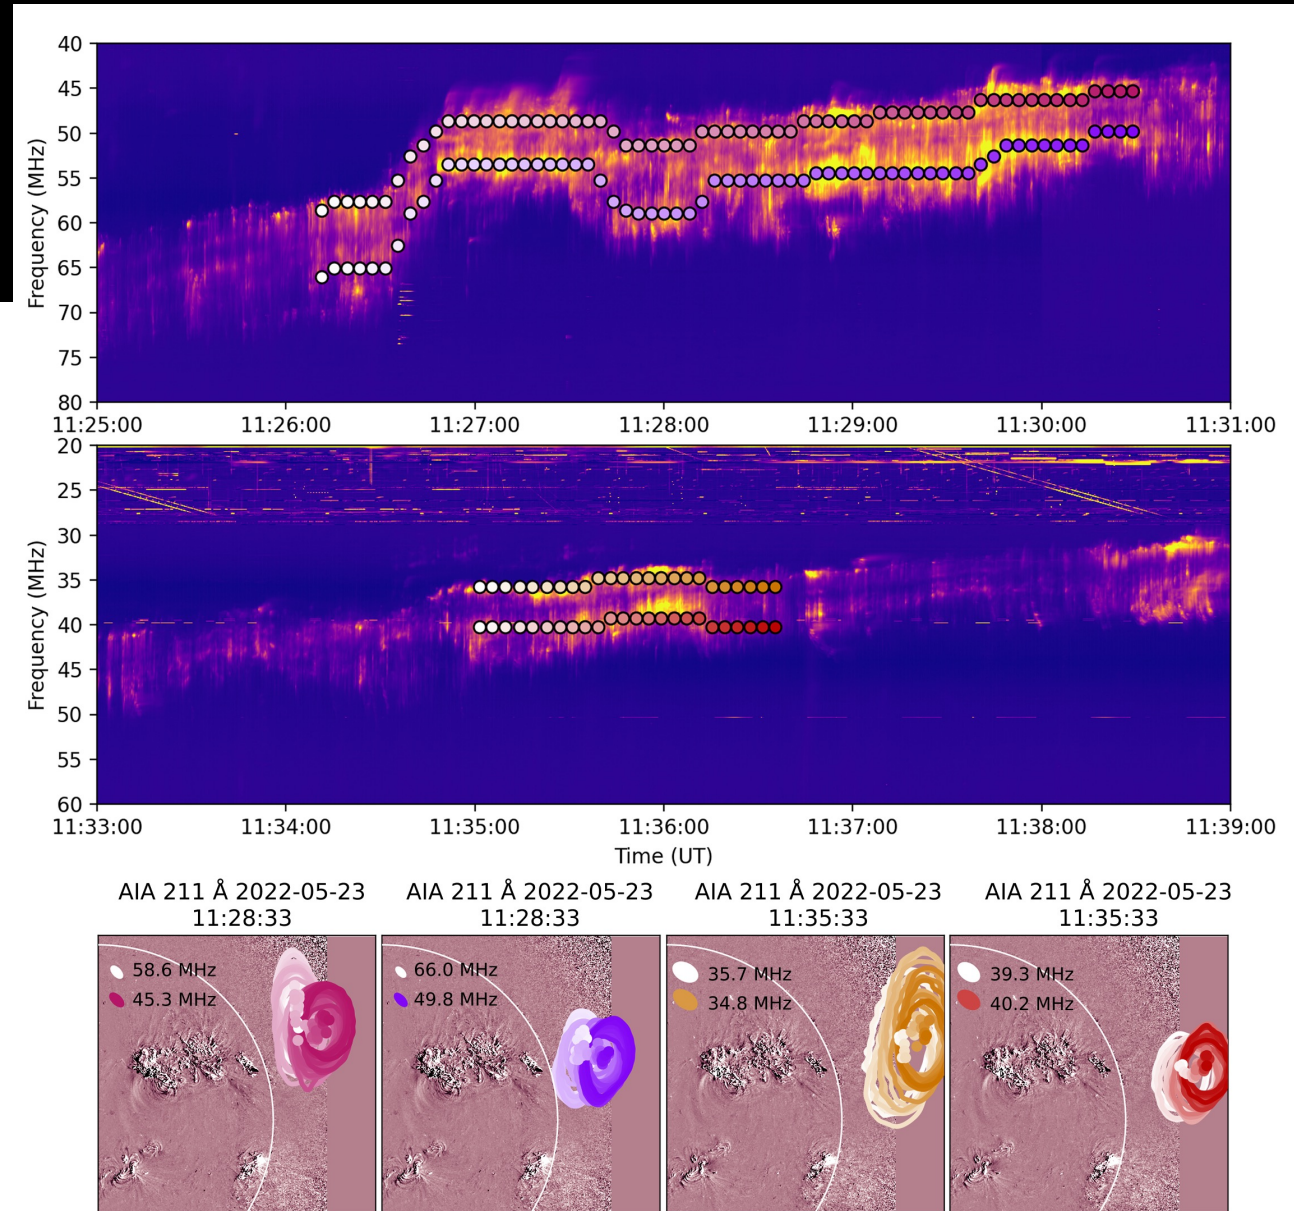 40
45
50
55
60
65
70
75
80
Frequency (MHz)
11:25:00 11:26:00 11:27:00 11:28:00 11:29:00 11:30:00 11:31:00
20
25
30
35
40
45
50
55
60
Frequency (MHz)
11:33:00 11:34:00 11:35:00 11:36:00 11:37:00 11:38:00 11:39:00
Time (UT)
AIA 211 Å 2022-05-23
11:28:33
58.6 MHz
45.3 MHz
AIA 211 Å 2022-05-23
11:28:33
66.0 MHz
49.8 MHz
AIA 211 Å 2022-05-23
11:35:33
35.7 MHz
34.8 MHz
AIA 211 Å 2022-05-23
11:35:33
39.3 MHz
40.2 MHz